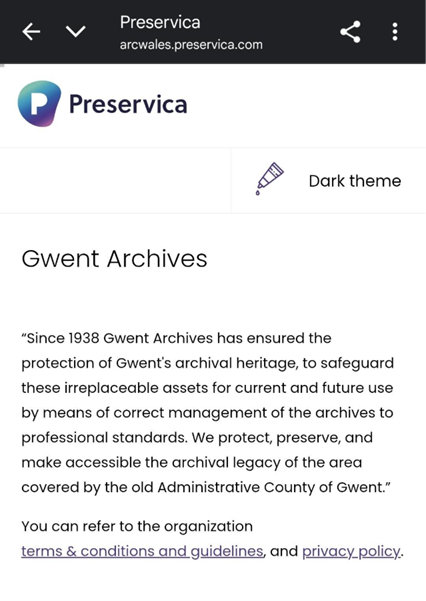 Preservica
arcwales.preservica.com
Preservica
Dark theme
Gwent Archives
“Since 1938 Gwent Archives has ensured the
protection of Gwent's archival heritage, to safeguard
these irreplaceable assets for current and future use
by means of correct management of the archives to
professional standards. We protect, preserve, and
make accessible the archival legacy of the area
covered by the old Administrative County of Gwent.”
You can refer to the organization
terms & conditions and guidelines, and privacy policy.